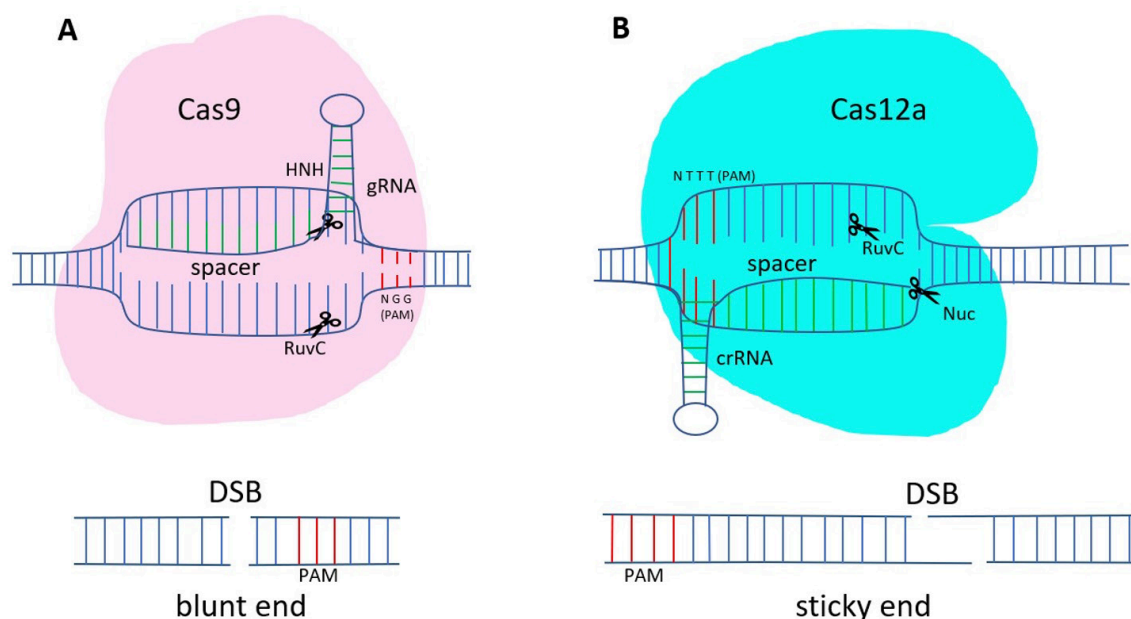 A
Cas9
HNH
gRNA
spacer
N G G
(PAM)
RuvC
DSB
PAM
blunt end
B
Cas12a
N T T T (PAM)
RuvC
spacer
Nuc
crRNA
DSB
PAM
sticky end